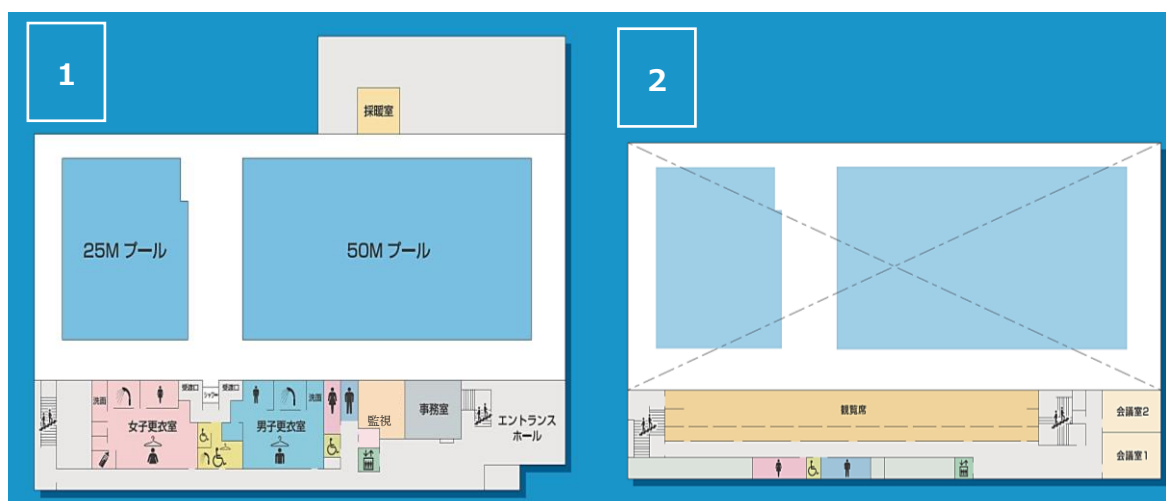 1
採暖室
25M プール
50M プール
受渡口
受渡口
シャワー
洗面
洗面
女子更衣室
男子更衣室
監視
事務室
エントランス
ホール
2
観覧席
会議室2
会議室1